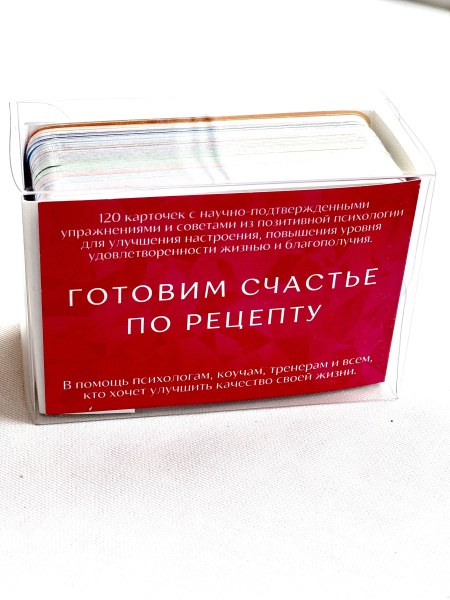 120 карточек с научно-подтвержденными
упражнениями и советами из позитивной психологии
для улучшения настроения, повышения уровня
удовлетворенности жизнью и благополучия.
ГОТОВИМ СЧАСТЬЕ
ПО РЕЦЕПТУ
В помощь психологам, коучам, тренерам и всем,
кто хочет улучшить качество своей жизни.